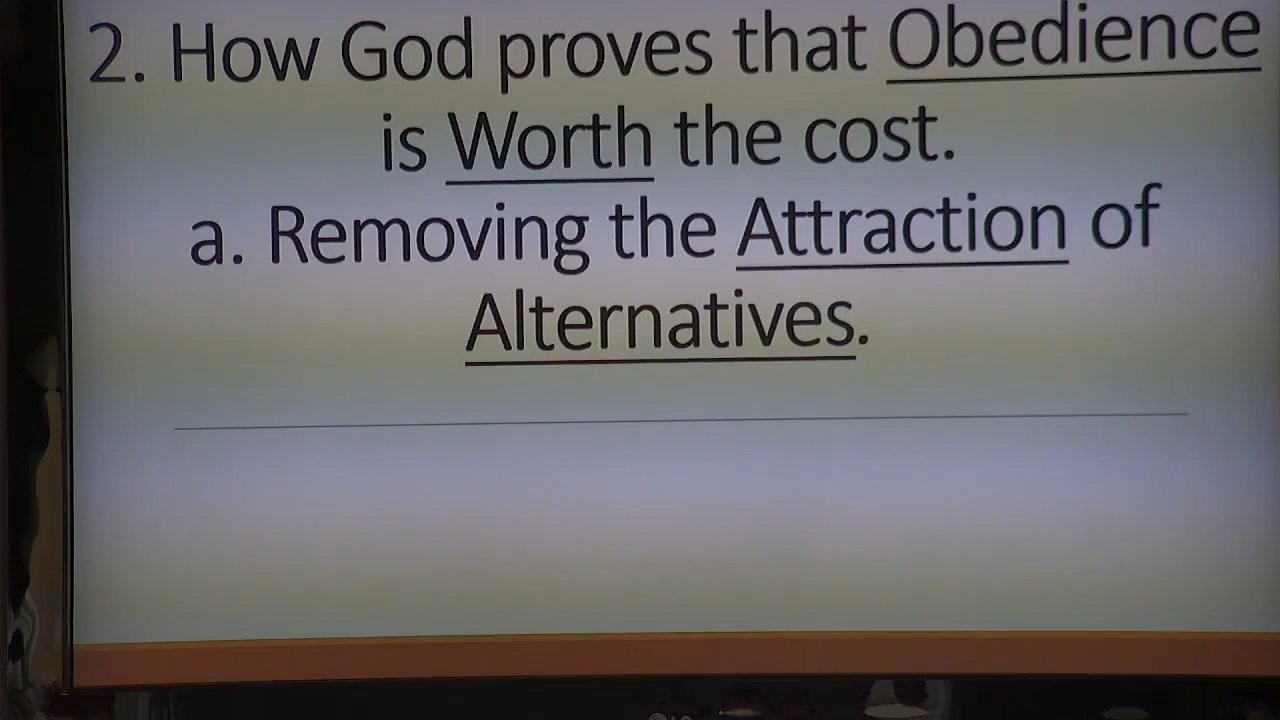 2. How God proves that Obedience
is Worth the cost.
a. Removing the Attraction of
Alternatives.